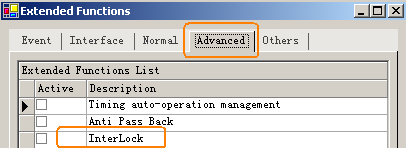 Extended Functions
Event Interface Normal Advanced Others
Extended Functions List
Active Description
Timing auto-operation management
Anti Pass Back
InterLock